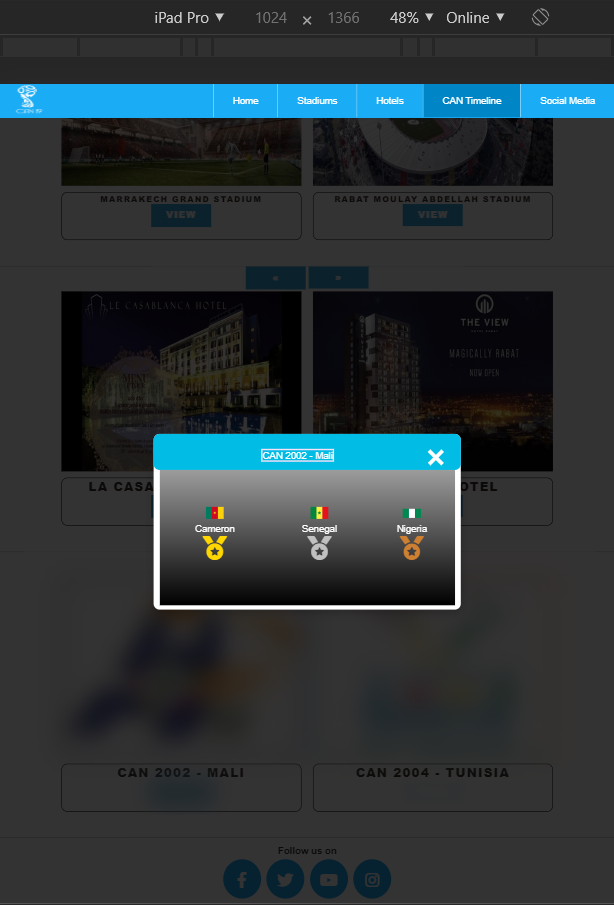 iPad Pro ▼ 1024 × 1366 48% ▼ Online ▼
CAN
Home Stadiums Hotels CAN Timeline Social Media
MARRAKECH GRAND STADIUM RABAT MOULAY ABDELLAH STADIUM
VIEW VIEW
LE CASABLANCA HOTEL THE VIEW
MAGICALLY RABAT
NOW OPEN
CAN 2002 - Mali ×
LA CASA OTEL
Cameron Senegal Nigeria
CAN 2002 - MALI CAN 2004 - TUNISIA
Follow us on